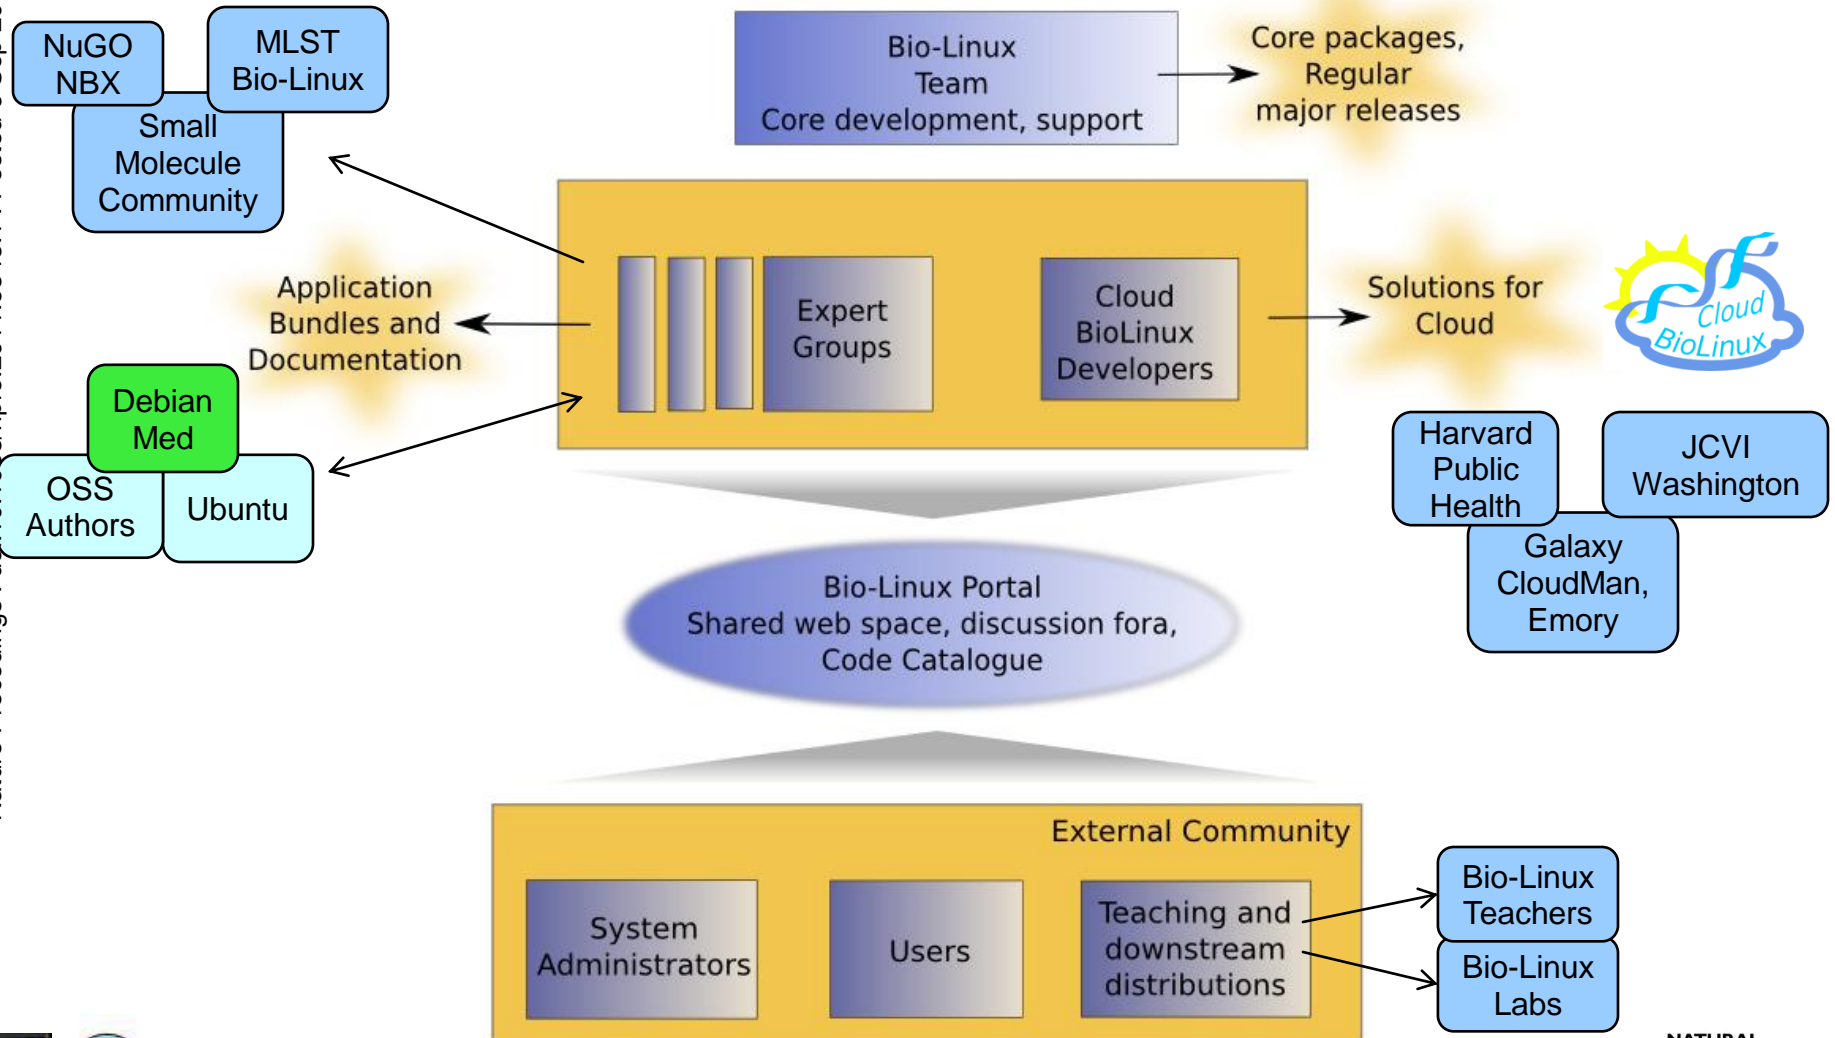 NuGO
NBX
MLST
Bio-Linux
Small
Molecule
Community
Bio-Linux
Team
Core development, support
Core packages,
Regular
major releases
Application
Bundles and
Documentation
Expert
Groups
Cloud
BioLinux
Developers
Solutions for
Cloud
Cloud
BioLinux
Debian
Med
OSS
Authors
Ubuntu
Harvard
Public
Health
JCVI
Washington
Galaxy
CloudMan,
Emory
Bio-Linux Portal
Shared web space, discussion fora,
Code Catalogue
External Community
System
Administrators
Users
Teaching and
downstream
distributions
Bio-Linux
Teachers
Bio-Linux
Labs
NATURAL